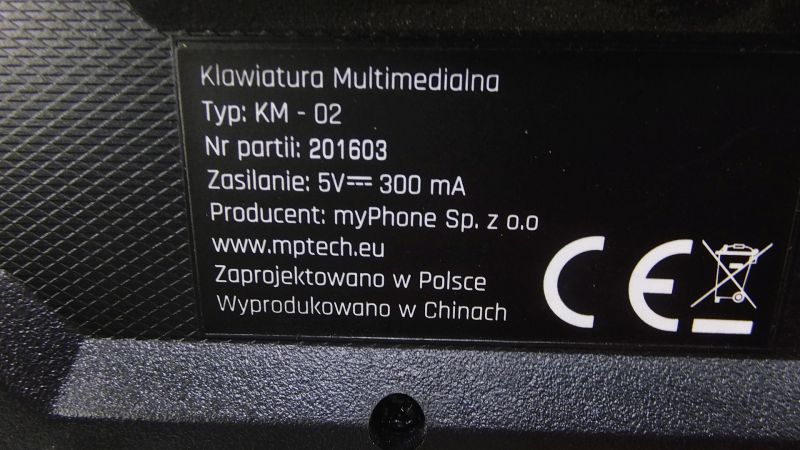 Klawiatura Multimedialna
Typ: KM - 02
Nr partii: 201603
Zasilanie: 5V⎓ 300 mA
Producent: myPhone Sp. z o.o
www.mptech.eu
Zaprojektowano w Polsce
Wyprodukowano w Chinach
CE